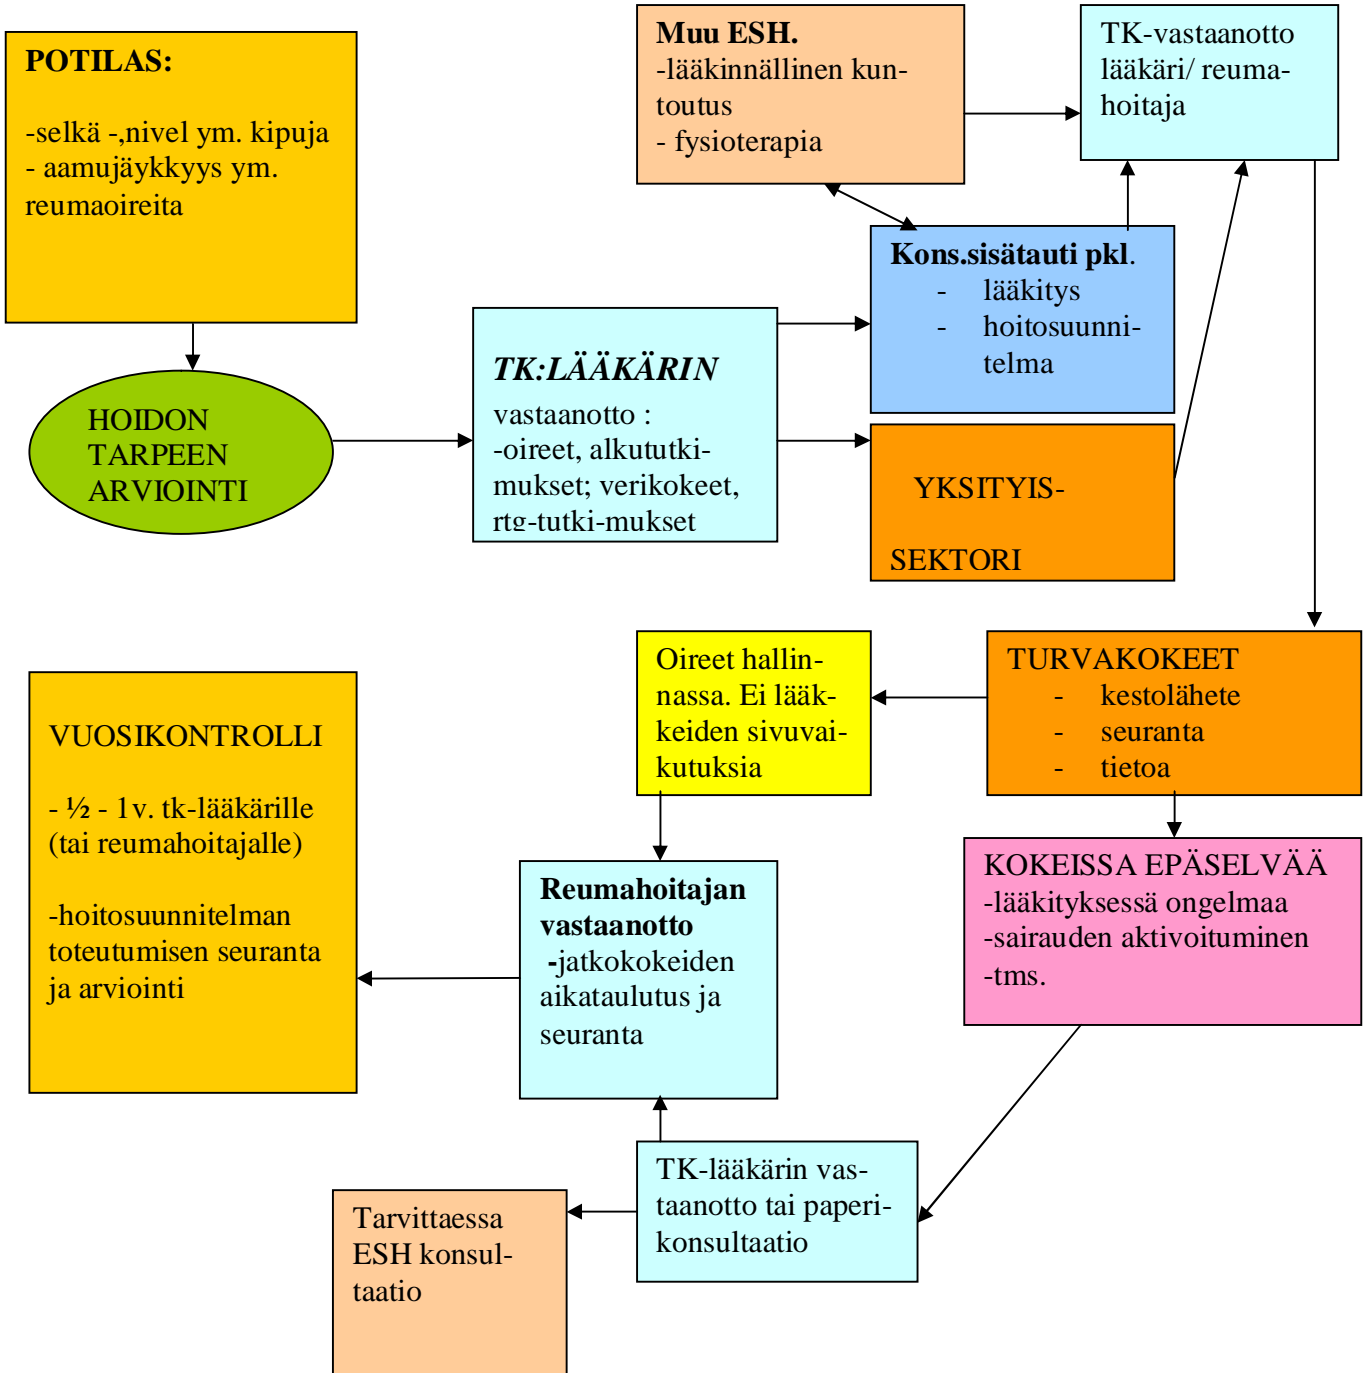 POTILAS:
-selkä -,nivel ym. kipuja
- aamujäykkyys ym.
reumaoireita
HOIDON
TARPEEN
ARVIOINTI
TK:LÄÄKÄRIN
vastaanotto :
-oireet, alkututki-
mukset; verikokeet,
rtg-tutki-mukset
Muu ESH.
-lääkinnällinen kun-
toutus
- fysioterapia
Kons.sisätauti pkl.
- lääkitys
- hoitosuunni-
telma
YKSITYIS-
SEKTORI
TK-vastaanotto
lääkäri/ reuma-
hoitaja
TURVAKOKEET
- kestolähete
- seuranta
- tietoa
Oireet hallin-
nassa. Ei lääk-
keiden sivuvai-
kutuksia
KOKEISSA EPÄSELVÄÄ
-lääkityksessä ongelmaa
-sairauden aktivoituminen
-tms.
TK-lääkärin vas-
taanotto tai paperi-
konsultaatio
Tarvittaessa
ESH konsul-
taatio
Reumahoitajan
vastaanotto
-jatkokokeiden
aikataulutus ja
seuranta
VUOSIKONTROLLI
- ½ - 1v. tk-lääkärille
(tai reumahoitajalle)
-hoitosuunnitelman
toteutumisen seuranta
ja arviointi